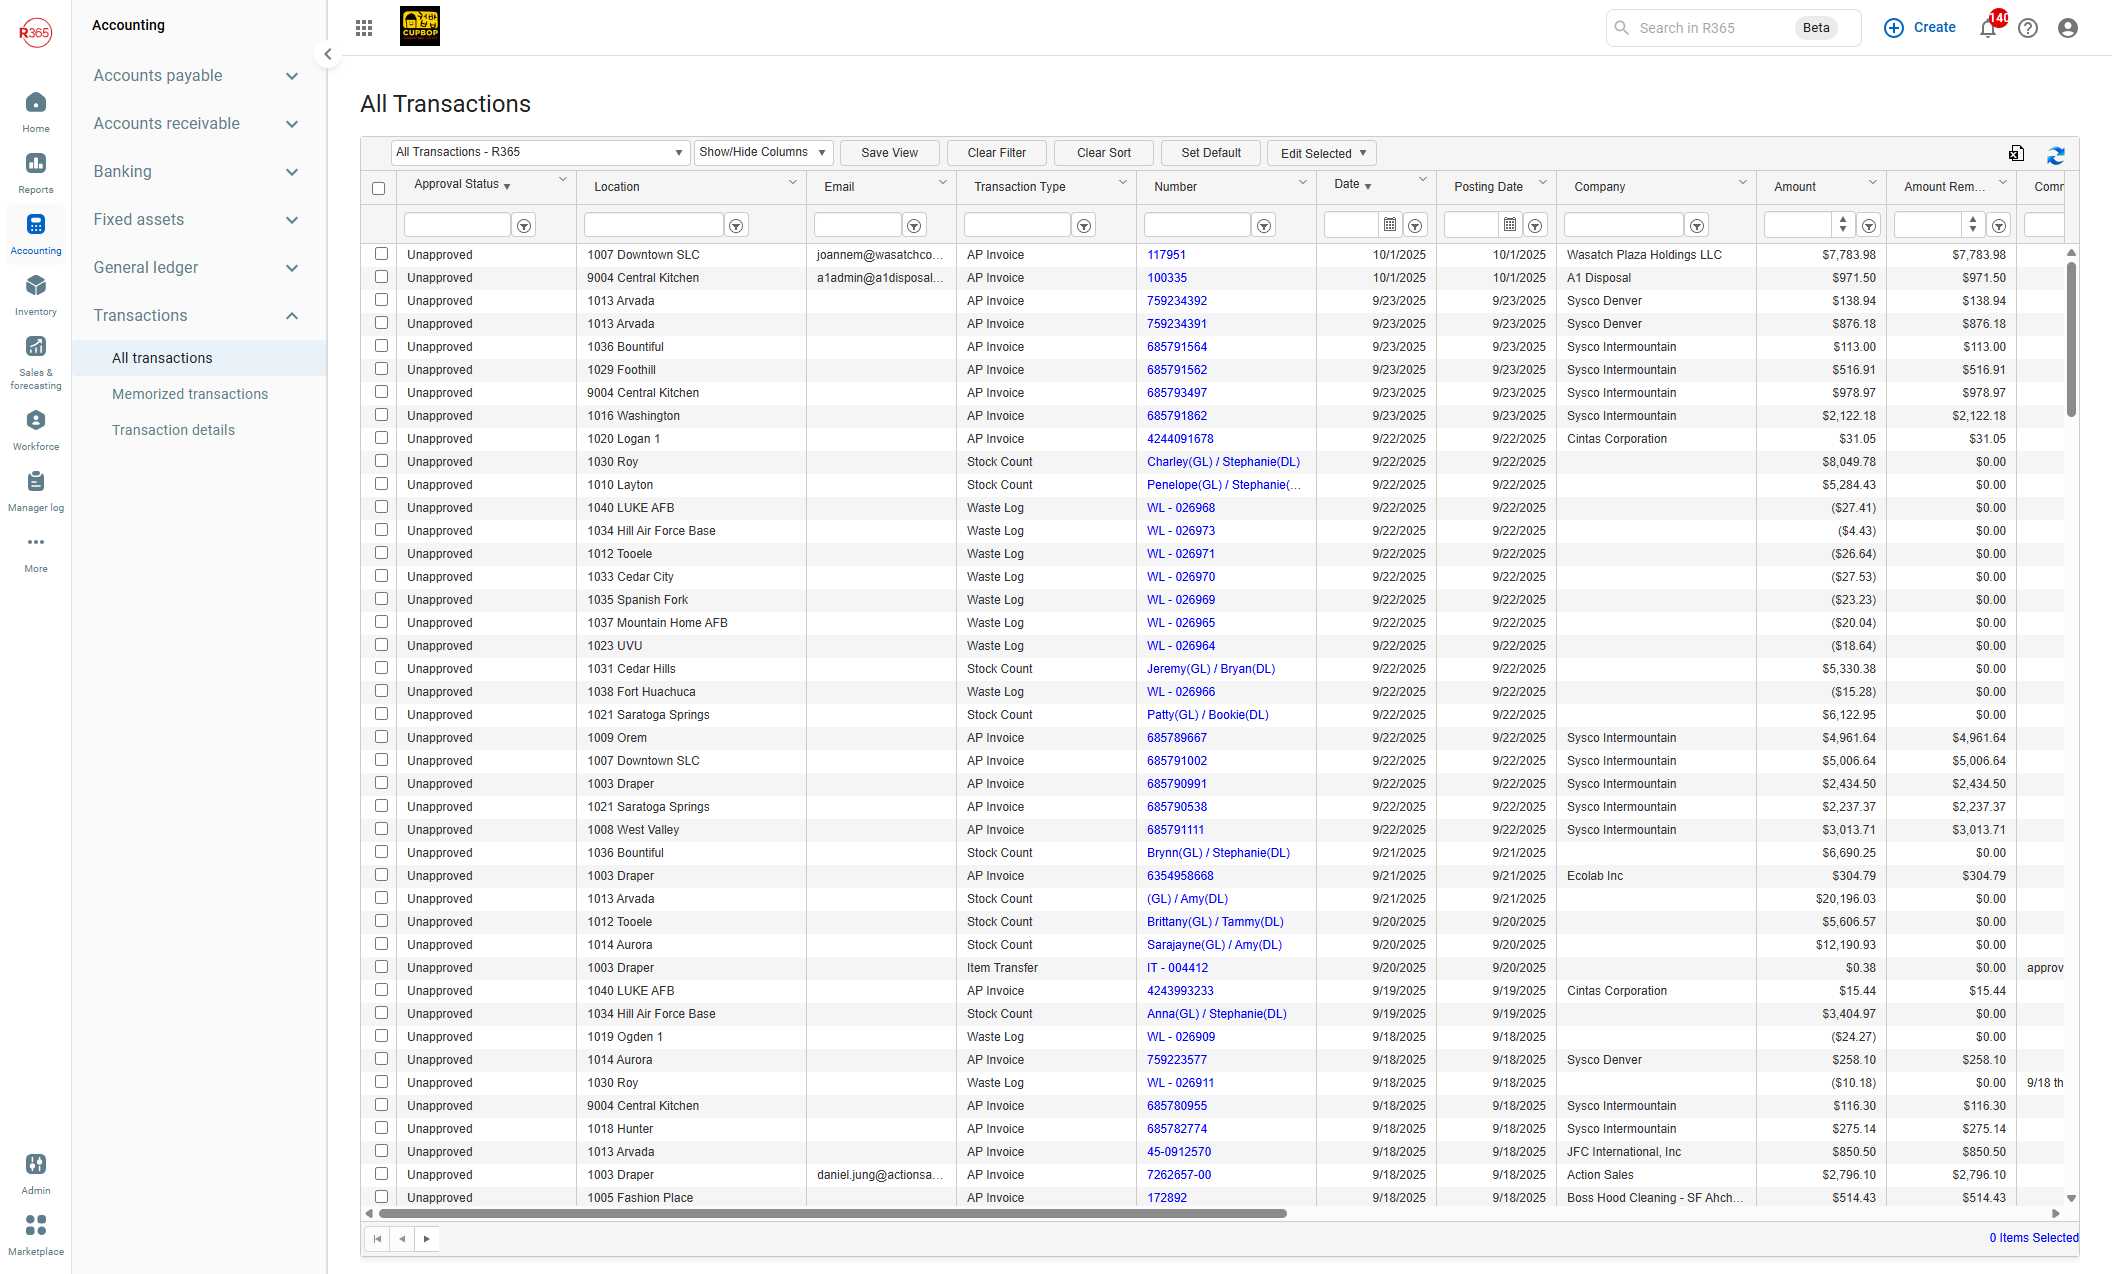 R365
Accounting
CUPBOP
Search in R365
Beta
Create
140
Home
Reports
Accounting
Inventory
Sales &
forecasting
Workforce
Manager log
More
Admin
Marketplace
Accounts payable
Accounts receivable
Banking
Fixed assets
General ledger
Transactions
All transactions
Memorized transactions
Transaction details
All Transactions
All Transactions - R365 Show/Hide Columns Save View Clear Filter Clear Sort Set Default Edit Selected
Approval Status Location Email Transaction Type Number Date Posting Date Company Amount Amount Rem... Comr
Unapproved 1007 Downtown SLC joannem@wasatchco... AP Invoice 117951 10/1/2025 10/1/2025 Wasatch Plaza Holdings LLC $7,783.98 $7,783.98
Unapproved 9004 Central Kitchen a1admin@a1disposal... AP Invoice 100335 10/1/2025 10/1/2025 A1 Disposal $971.50 $971.50
Unapproved 1013 Arvada AP Invoice 759234392 9/23/2025 9/23/2025 Sysco Denver $138.94 $138.94
Unapproved 1013 Arvada AP Invoice 759234391 9/23/2025 9/23/2025 Sysco Denver $876.18 $876.18
Unapproved 1036 Bountiful AP Invoice 685791564 9/23/2025 9/23/2025 Sysco Intermountain $113.00 $113.00
Unapproved 1029 Foothill AP Invoice 685791562 9/23/2025 9/23/2025 Sysco Intermountain $516.91 $516.91
Unapproved 9004 Central Kitchen AP Invoice 685793497 9/23/2025 9/23/2025 Sysco Intermountain $978.97 $978.97
Unapproved 1016 Washington AP Invoice 685791862 9/23/2025 9/23/2025 Sysco Intermountain $2,122.18 $2,122.18
Unapproved 1020 Logan 1 AP Invoice 4244091678 9/22/2025 9/22/2025 Cintas Corporation $31.05 $31.05
Unapproved 1030 Roy Stock Count Charley(GL) / Stephanie(DL) 9/22/2025 9/22/2025 $8,049.78 $0.00
Unapproved 1010 Layton Stock Count Penelope(GL) / Stephanie(... 9/22/2025 9/22/2025 $5,284.43 $0.00
Unapproved 1040 LUKE AFB Waste Log WL - 026968 9/22/2025 9/22/2025 ($27.41) $0.00
Unapproved 1034 Hill Air Force Base Waste Log WL - 026973 9/22/2025 9/22/2025 ($4.43) $0.00
Unapproved 1012 Tooele Waste Log WL - 026971 9/22/2025 9/22/2025 ($26.64) $0.00
Unapproved 1033 Cedar City Waste Log WL - 026970 9/22/2025 9/22/2025 ($27.53) $0.00
Unapproved 1035 Spanish Fork Waste Log WL - 026969 9/22/2025 9/22/2025 ($23.23) $0.00
Unapproved 1037 Mountain Home AFB Waste Log WL - 026965 9/22/2025 9/22/2025 ($20.04) $0.00
Unapproved 1023 UVU Waste Log WL - 026964 9/22/2025 9/22/2025 ($18.64) $0.00
Unapproved 1031 Cedar Hills Stock Count Jeremy(GL) / Bryan(DL) 9/22/2025 9/22/2025 $5,330.38 $0.00
Unapproved 1038 Fort Huachuca Waste Log WL - 026966 9/22/2025 9/22/2025 ($15.28) $0.00
Unapproved 1021 Saratoga Springs Stock Count Patty(GL) / Bookie(DL) 9/22/2025 9/22/2025 $6,122.95 $0.00
Unapproved 1009 Orem AP Invoice 685789667 9/22/2025 9/22/2025 Sysco Intermountain $4,961.64 $4,961.64
Unapproved 1007 Downtown SLC AP Invoice 685791002 9/22/2025 9/22/2025 Sysco Intermountain $5,006.64 $5,006.64
Unapproved 1003 Draper AP Invoice 685790991 9/22/2025 9/22/2025 Sysco Intermountain $2,434.50 $2,434.50
Unapproved 1021 Saratoga Springs AP Invoice 685790538 9/22/2025 9/22/2025 Sysco Intermountain $2,237.37 $2,237.37
Unapproved 1008 West Valley AP Invoice 685791111 9/22/2025 9/22/2025 Sysco Intermountain $3,013.71 $3,013.71
Unapproved 1036 Bountiful Stock Count Brynn(GL) / Stephanie(DL) 9/21/2025 9/21/2025 $6,690.25 $0.00
Unapproved 1003 Draper AP Invoice 6354958668 9/21/2025 9/21/2025 Ecolab Inc $304.79 $304.79
Unapproved 1013 Arvada Stock Count (GL) / Amy(DL) 9/21/2025 9/21/2025 $20,196.03 $0.00
Unapproved 1012 Tooele Stock Count Brittany(GL) / Tammy(DL) 9/20/2025 9/20/2025 $5,606.57 $0.00
Unapproved 1014 Aurora Stock Count Sarajayne(GL) / Amy(DL) 9/20/2025 9/20/2025 $12,190.93 $0.00
Unapproved 1003 Draper Item Transfer IT - 004412 9/20/2025 9/20/2025 $0.38 $0.00 approv
Unapproved 1040 LUKE AFB AP Invoice 4243993233 9/19/2025 9/19/2025 Cintas Corporation $15.44 $15.44
Unapproved 1034 Hill Air Force Base Stock Count Anna(GL) / Stephanie(DL) 9/19/2025 9/19/2025 $3,404.97 $0.00
Unapproved 1019 Ogden 1 Waste Log WL - 026909 9/18/2025 9/18/2025 ($24.27) $0.00
Unapproved 1014 Aurora AP Invoice 759223577 9/18/2025 9/18/2025 Sysco Denver $258.10 $258.10
Unapproved 1030 Roy Waste Log WL - 026911 9/18/2025 9/18/2025 ($10.18) $0.00 9/18 th
Unapproved 9004 Central Kitchen AP Invoice 685780955 9/18/2025 9/18/2025 Sysco Intermountain $116.30 $116.30
Unapproved 1018 Hunter AP Invoice 685782774 9/18/2025 9/18/2025 Sysco Intermountain $275.14 $275.14
Unapproved 1013 Arvada AP Invoice 45-0912570 9/18/2025 9/18/2025 JFC International, Inc $850.50 $850.50
Unapproved 1003 Draper daniel.jung@actionsa... AP Invoice 7262657-00 9/18/2025 9/18/2025 Action Sales $2,796.10 $2,796.10
Unapproved 1005 Fashion Place AP Invoice 172892 9/18/2025 9/18/2025 Boss Hood Cleaning - SF Ahch... $514.43 $514.43
0 Items Selected